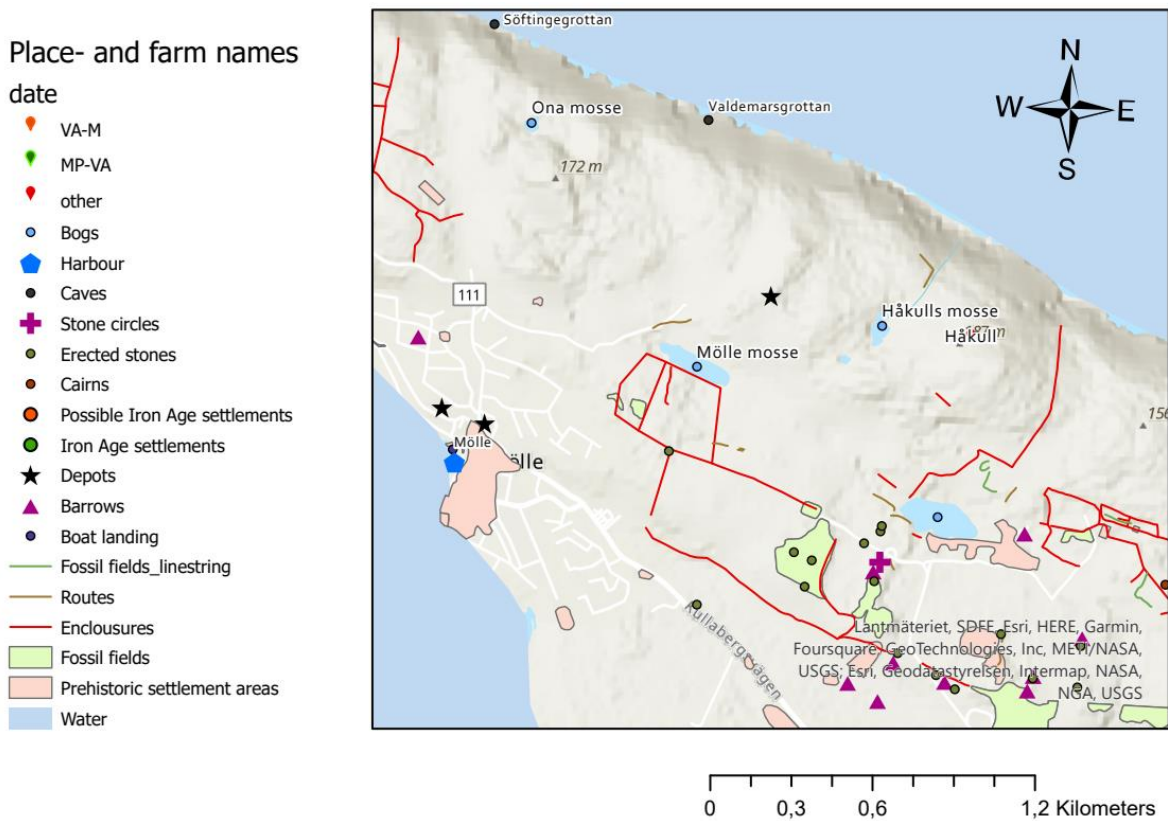 Place- and farm names
date
VA-M
MP-VA
other
Bogs
Harbour
Caves
Stone circles
Erected stones
Cairns
Possible Iron Age settlements
Iron Age settlements
Depots
Barrows
Boat landing
Fossil fields_linestring
Routes
Enclousures
Fossil fields
Prehistoric settlement areas
Water
Söftingegrottan
N
Ona mosse
Valdemarsgrottan
W
E
S
172 m
111
Håkulls mosse
187m
Håkull
Mölle mosse
156
Mölle
ölle
Kullabergsvägen
Lantmäteriet, SDFE, Esri, HERE, Garmin,
Foursquare, GeoTechnologies, Inc, METI/NASA,
USGS; Esri, Geodatastyrelsen, Intermap, NASA,
NGA, USGS
0
0,3
0,6
1,2 Kilometers